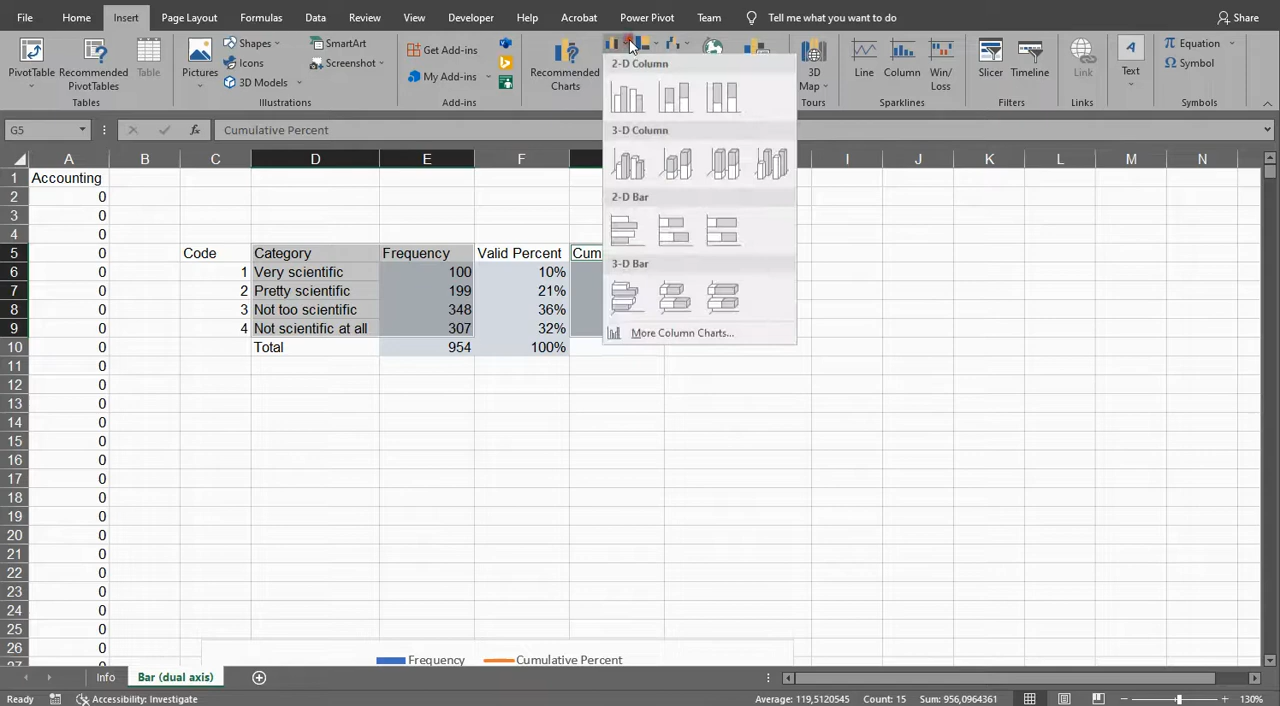 File Home Insert Page Layout Formulas Data Review View Developer Help Acrobat Power Pivot Team Tell me what you want to do Share
PivotTable
Recommended
PivotTables
Table
Tables
Pictures
Shapes
Icons
3D Models
SmartArt
Screenshot
Illustrations
Get Add-ins
My Add-ins
Add-ins
Recommended
Charts
3D
Map
Tours
Line
Column
Win/
Loss
Sparklines
Slicer
Timeline
Filters
Link
Links
Text
Equation
Symbol
Symbols
2-D Column
3-D Column
2-D Bar
3-D Bar
More Column Charts...
G5 fx Cumulative Percent
A B C D E F I J K L M N
1 Accounting
2 0
3 0
4 0
5 0 Code Category Frequency Valid Percent
6 0 1 Very scientific 100 10%
7 0 2 Pretty scientific 199 21%
8 0 3 Not too scientific 348 36%
9 0 4 Not scientific at all 307 32%
10 0 Total 954 100%
11 0
12 0
13 0
14 0
15 0
16 0
17 0
18 0
19 0
20 0
21 0
22 0
23 0
24 0
25 0
26 0
Frequency Cumulative Percent
Info Bar (dual axis)
Ready Accessibility: Investigate Average: 119,5120545 Count: 15 Sum: 956,0964361 130%